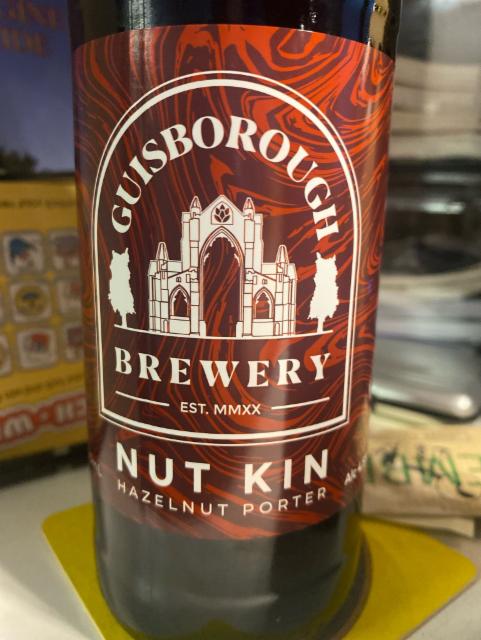 GUISBOROUGH
BREWERY
EST. MMXX
NUT KIN
HAZELNUT PORTER